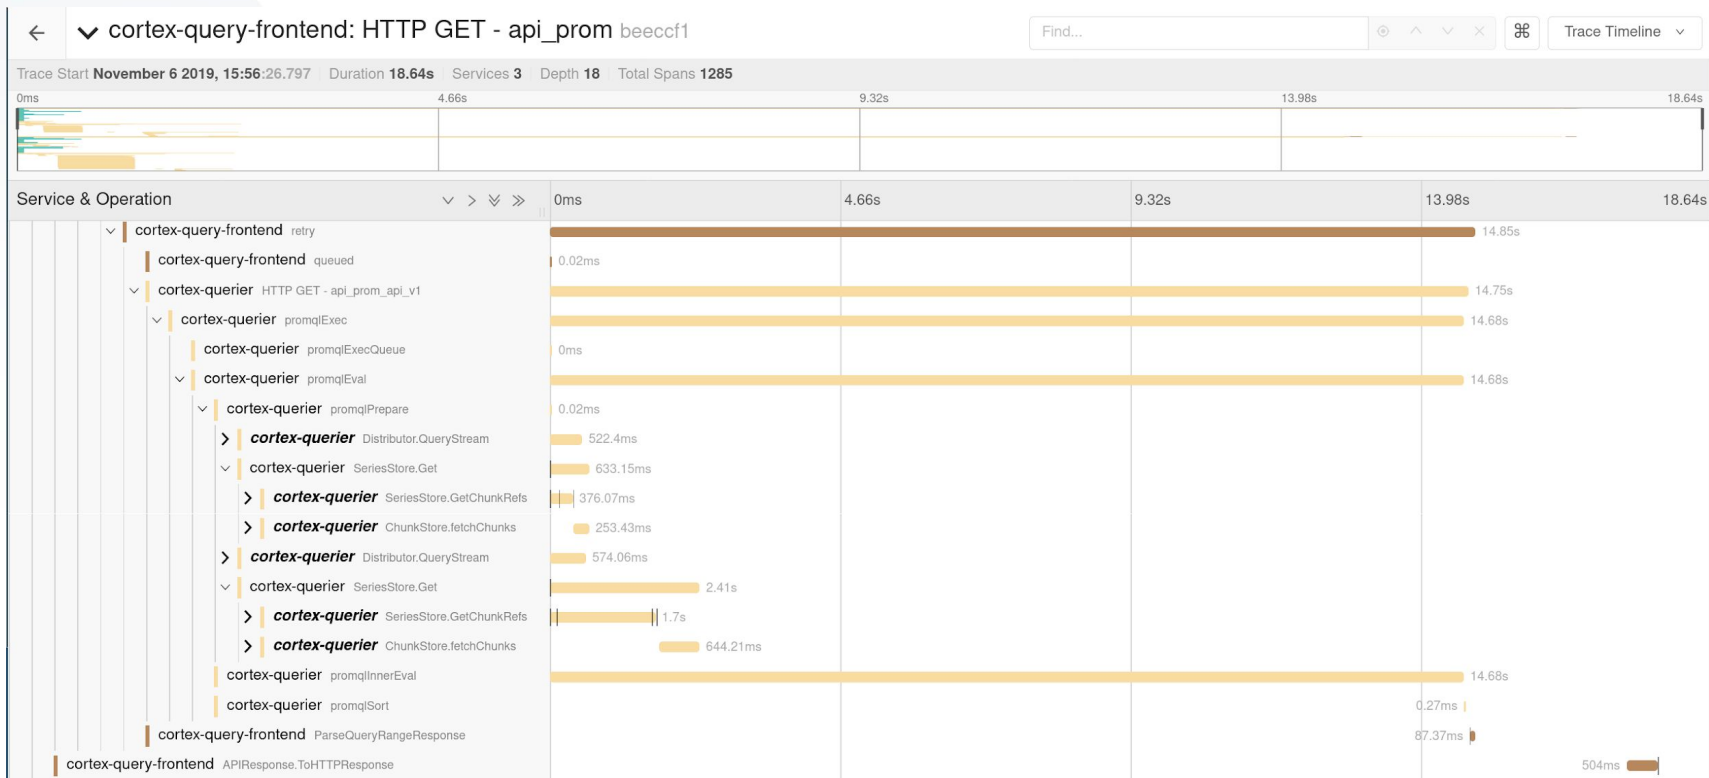 cortex-query-frontend: HTTP GET - api_prom beeccf1
Find...
Trace Timeline
Trace Start November 6 2019, 15:56:26.797 Duration 18.64s Services 3 Depth 18 Total Spans 1285
0ms 4.66s 9.32s 13.98s 18.64s
Service & Operation 0ms 4.66s 9.32s 13.98s 18.64s
cortex-query-frontend retry 14.85s
cortex-query-frontend queued 0.02ms
cortex-querier HTTP GET - api_prom_api_v1 14.75s
cortex-querier promqlExec 14.68s
cortex-querier promqlExecQueue 0ms
cortex-querier promqlEval 14.68s
cortex-querier promqlPrepare 0.02ms
cortex-querier Distributor.QueryStream 522.4ms
cortex-querier SeriesStore.Get 633.15ms
cortex-querier SeriesStore.GetChunkRefs 376.07ms
cortex-querier ChunkStore.fetchChunks 253.43ms
cortex-querier Distributor.QueryStream 574.06ms
cortex-querier SeriesStore.Get 2.41s
cortex-querier SeriesStore.GetChunkRefs 1.7s
cortex-querier ChunkStore.fetchChunks 644.21ms
cortex-querier promqlInnerEval 14.68s
cortex-querier promqlSort 0.27ms
cortex-query-frontend ParseQueryRangeResponse 87.37ms
cortex-query-frontend APIResponse.ToHTTPResponse 504ms